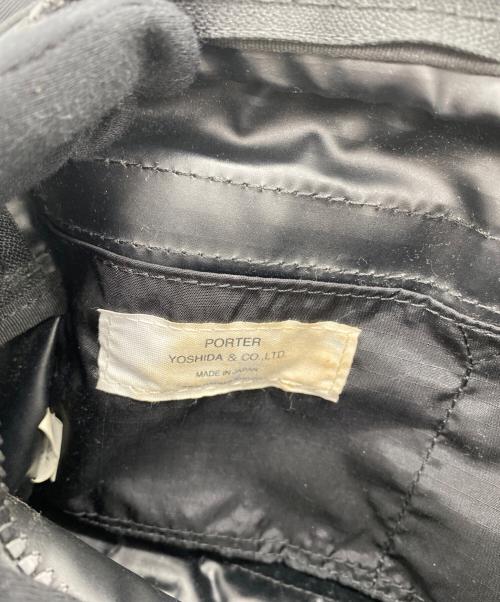 PORTER
YOSHIDA & CO.,LTD.
MADE IN JAPAN